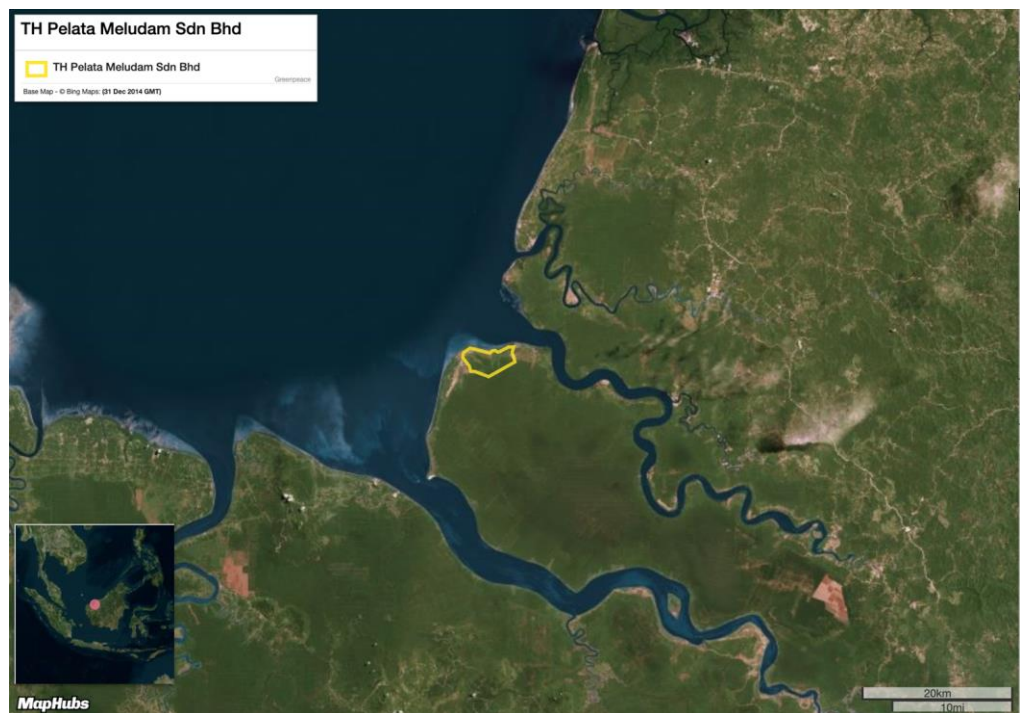 TH Pelata Meludam Sdn Bhd
TH Pelata Meludam Sdn Bhd
Greenpeace
Base Map - © Bing Maps: (31 Dec 2014 GMT)
20km
10mi
MapHubs